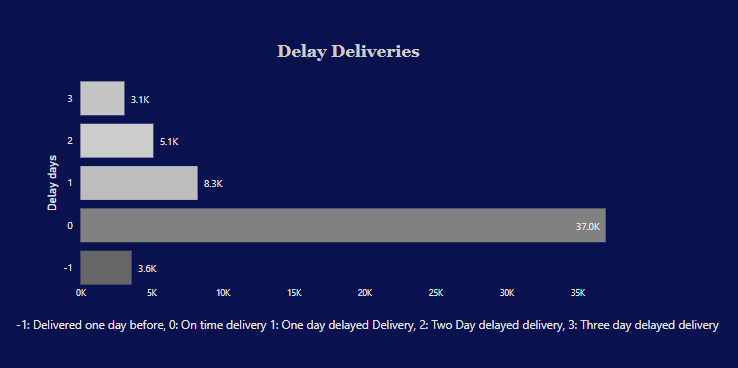 Delay Deliveries
Delay days
3 3.1K
2 5.1K
1 8.3K
0 37.0K
-1 3.6K
0K 5K 10K 15K 20K 25K 30K 35K
-1: Delivered one day before, 0: On time delivery 1: One day delayed Delivery, 2: Two Day delayed delivery, 3: Three day delayed delivery